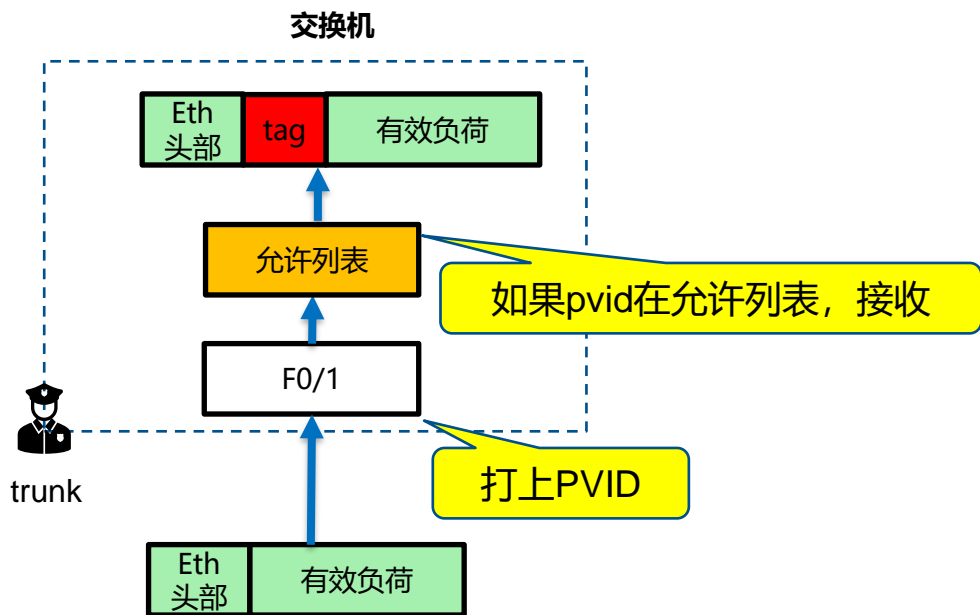 交换机
Eth
头部
tag
有效负荷
允许列表
如果pvid在允许列表，接收
F0/1
trunk
打上PVID
Eth
头部
有效负荷